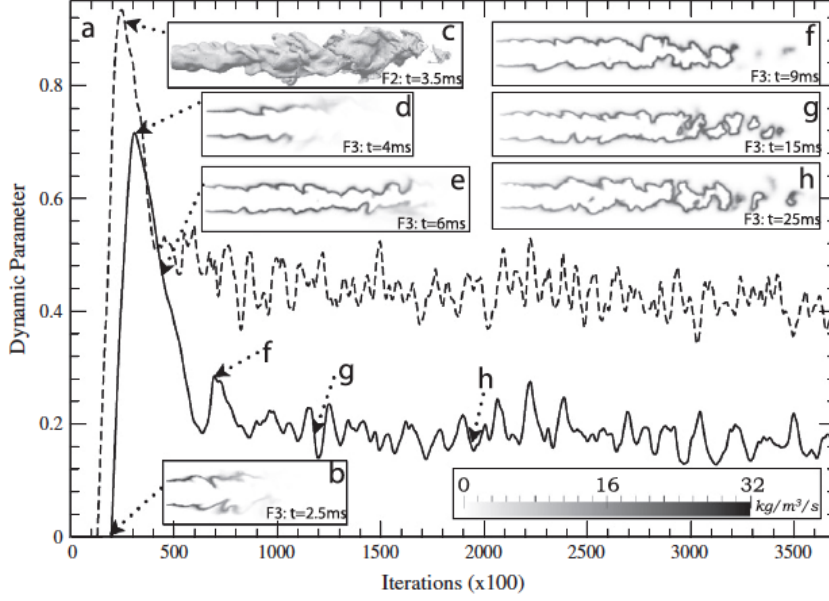 a
c
F2: t=3.5ms
d
F3: t=4ms
e
F3: t=6ms
f
F3: t=9ms
g
F3: t=15ms
h
F3: t=25ms
f
g
h
b
F3: t=2.5ms
0 16 32
kg/m³/s
0.8
0.6
0.4
0.2
0
Dynamic Parameter
0 500 1000 1500 2000 2500 3000 3500
Iterations (x100)